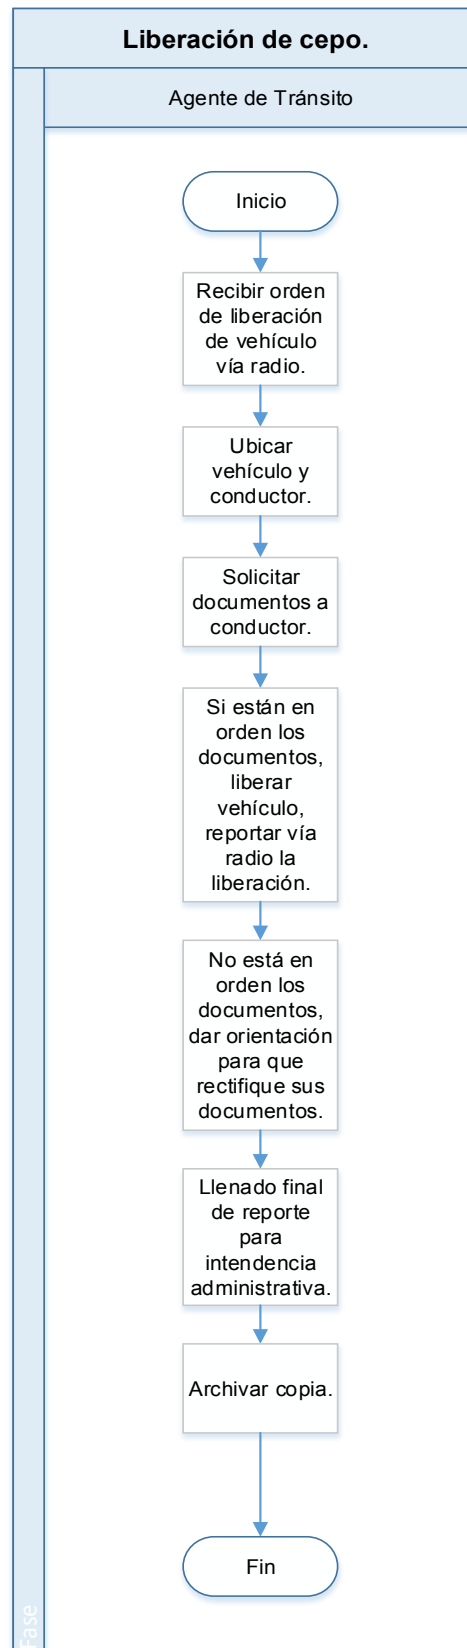 Liberación de cepo.
Agente de Tránsito
Inicio
Recibir orden
de liberación
de vehículo
vía radio.
Ubicar
vehículo y
conductor.
Solicitar
documentos a
conductor.
Si están en
orden los
documentos,
liberar
vehículo,
reportar vía
radio la
liberación.
No está en
orden los
documentos,
dar orientación
para que
rectifique sus
documentos.
Llenado final
de reporte
para
intendencia
administrativa.
Archivar copia.
Fin
Fase